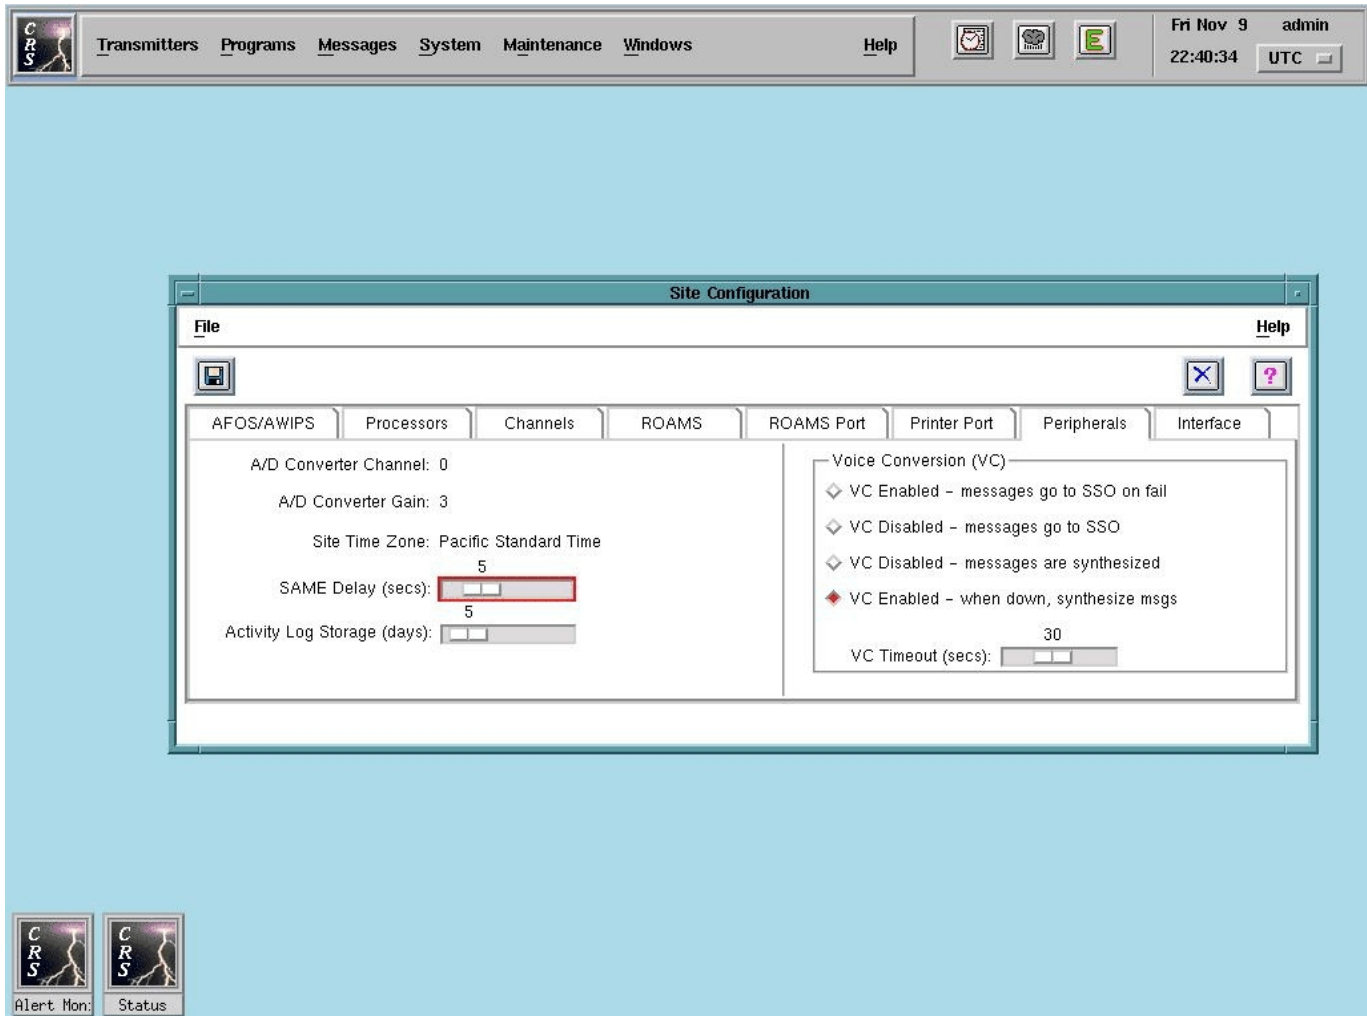 CRS
Transmitters Programs Messages System Maintenance Windows Help
E
Fri Nov 9 admin
22:40:34 UTC
Site Configuration
File Help
?
AFOS/AWIPS Processors Channels ROAMS ROAMS Port Printer Port Peripherals Interface
A/D Converter Channel: 0
A/D Converter Gain: 3
Site Time Zone: Pacific Standard Time
5
SAME Delay (secs):
5
Activity Log Storage (days):
Voice Conversion (VC)
VC Enabled – messages go to SSO on fail
VC Disabled – messages go to SSO
VC Disabled – messages are synthesized
VC Enabled – when down, synthesize msgs
30
VC Timeout (secs):
CRS
Alert Mon:
CRS
Status